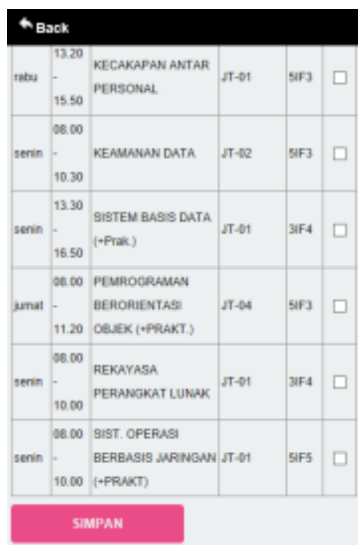 Back
rabu 13.20 - 15.50 KECAKAPAN ANTAR PERSONAL JT-01 5IF3
senin 08.00 - 10.30 KEAMANAN DATA JT-02 5IF3
senin 13.30 - 16.50 SISTEM BASIS DATA (+Prak.) JT-01 3IF4
jumat 08.00 - 11.20 PEMROGRAMAN BERORIENTASI OBJEK (+PRAKT.) JT-04 5IF3
senin 08.00 - 10.00 REKAYASA PERANGKAT LUNAK JT-01 3IF4
senin 08.00 - 10.00 SIST. OPERASI BERBASIS JARINGAN (+PRAKT) JT-01 5IF5
SIMPAN